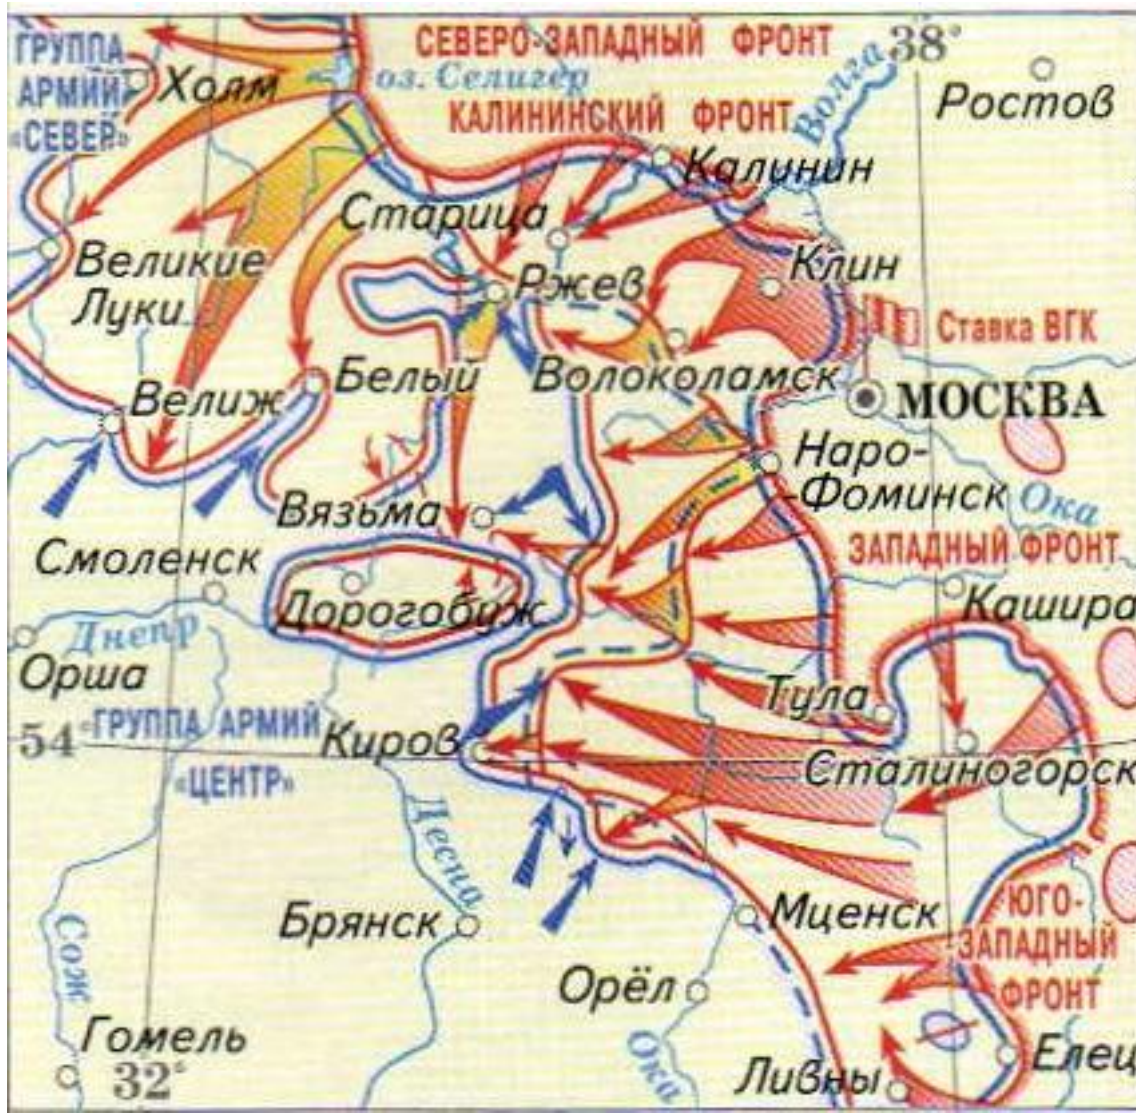 ГРУППА
АРМИЙ
«СЕВЕР»
Холм
СЕВЕРО-ЗАПАДНЫЙ ФРОНТ
оз. Селигер
КАЛИНИНСКИЙ ФРОНТ
Волга
38°
Ростов
Калинин
Старица
Великие
Луки
Ржев
Клин
Ставка ВГК
Велиж
Белый
Волоколамск
МОСКВА
Наро-
-Фоминск
Ока
Вязьма
ЗАПАДНЫЙ ФРОНТ
Смоленск
Дорогобуж
Кашира
Днепр
Орша
Тула
54°
ГРУППА АРМИЙ
«ЦЕНТР»
Киров
Сталиногорск
Десна
Брянск
Мценск
ЮГО-
ЗАПАДНЫЙ
ФРОНТ
Сож
Орёл
Гомель
32°
Ока
Ливны
Елец